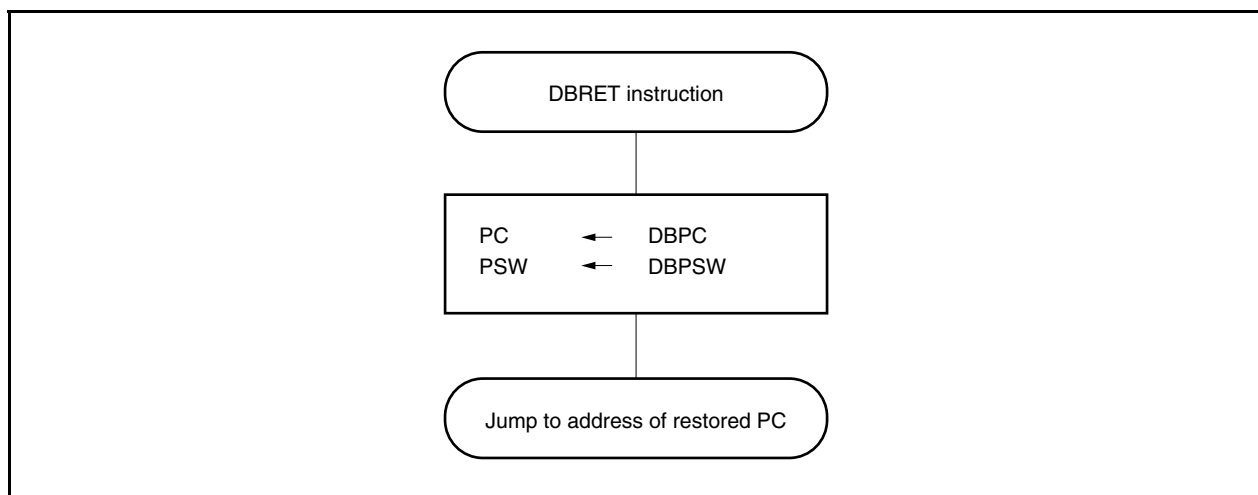 DBRET instruction
PC ← DBPC
PSW ← DBPSW
Jump to address of restored PC